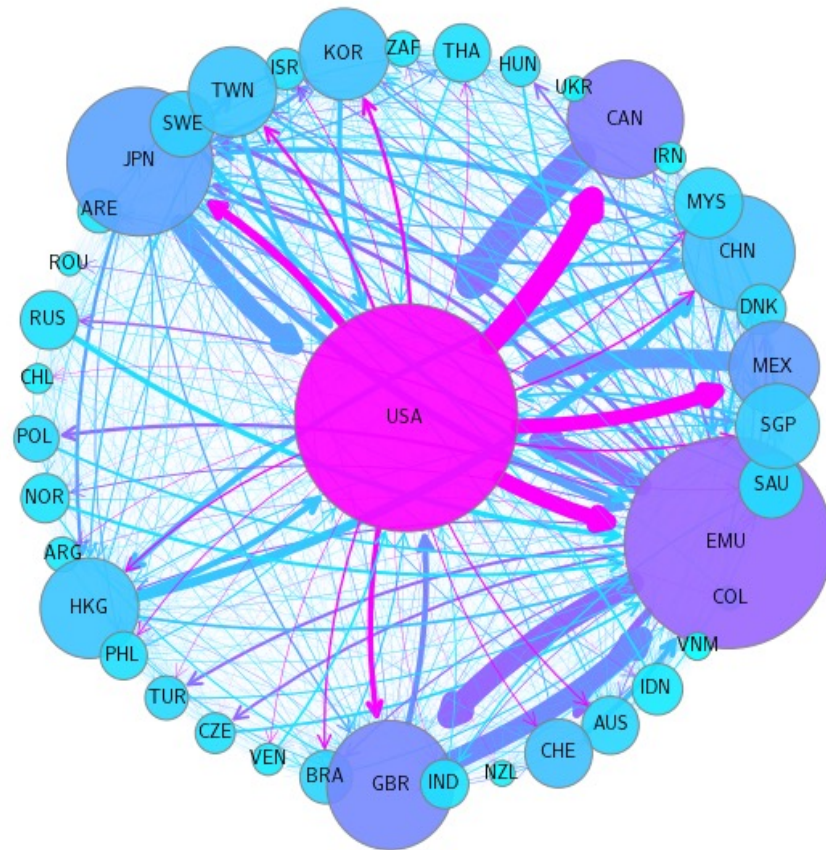 KOR
ZAF
THA
ISR
HUN
TWN
UKR
CAN
SWE
JPN
IRN
MYS
ARE
CHN
ROU
DNK
RUS
MEX
CHL
USA
SGP
POL
SAU
NOR
EMU
ARG
COL
HKG
VNM
PHL
IDN
TUR
AUS
CZE
CHE
VEN
BRA
GBR
IND
NZL